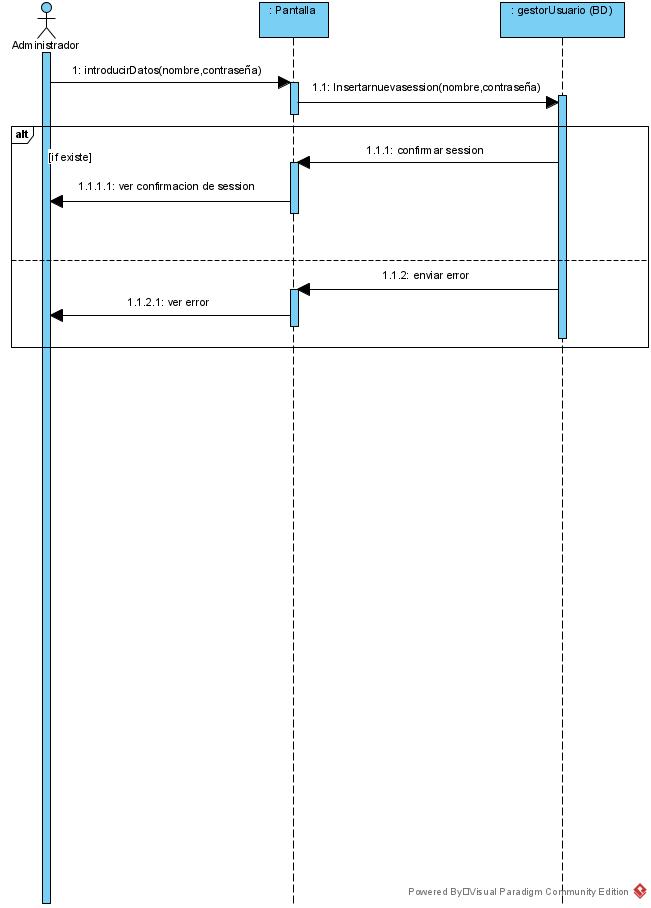 : Pantalla
: gestorUsuario (BD)
Administrador
1: introducirDatos(nombre,contraseña)
1.1: Insertarnuevasession(nombre,contraseña)
alt
[if existe]
1.1.1: confirmar session
1.1.1.1: ver confirmacion de session
1.1.2: enviar error
1.1.2.1: ver error
Powered By Visual Paradigm Community Edition